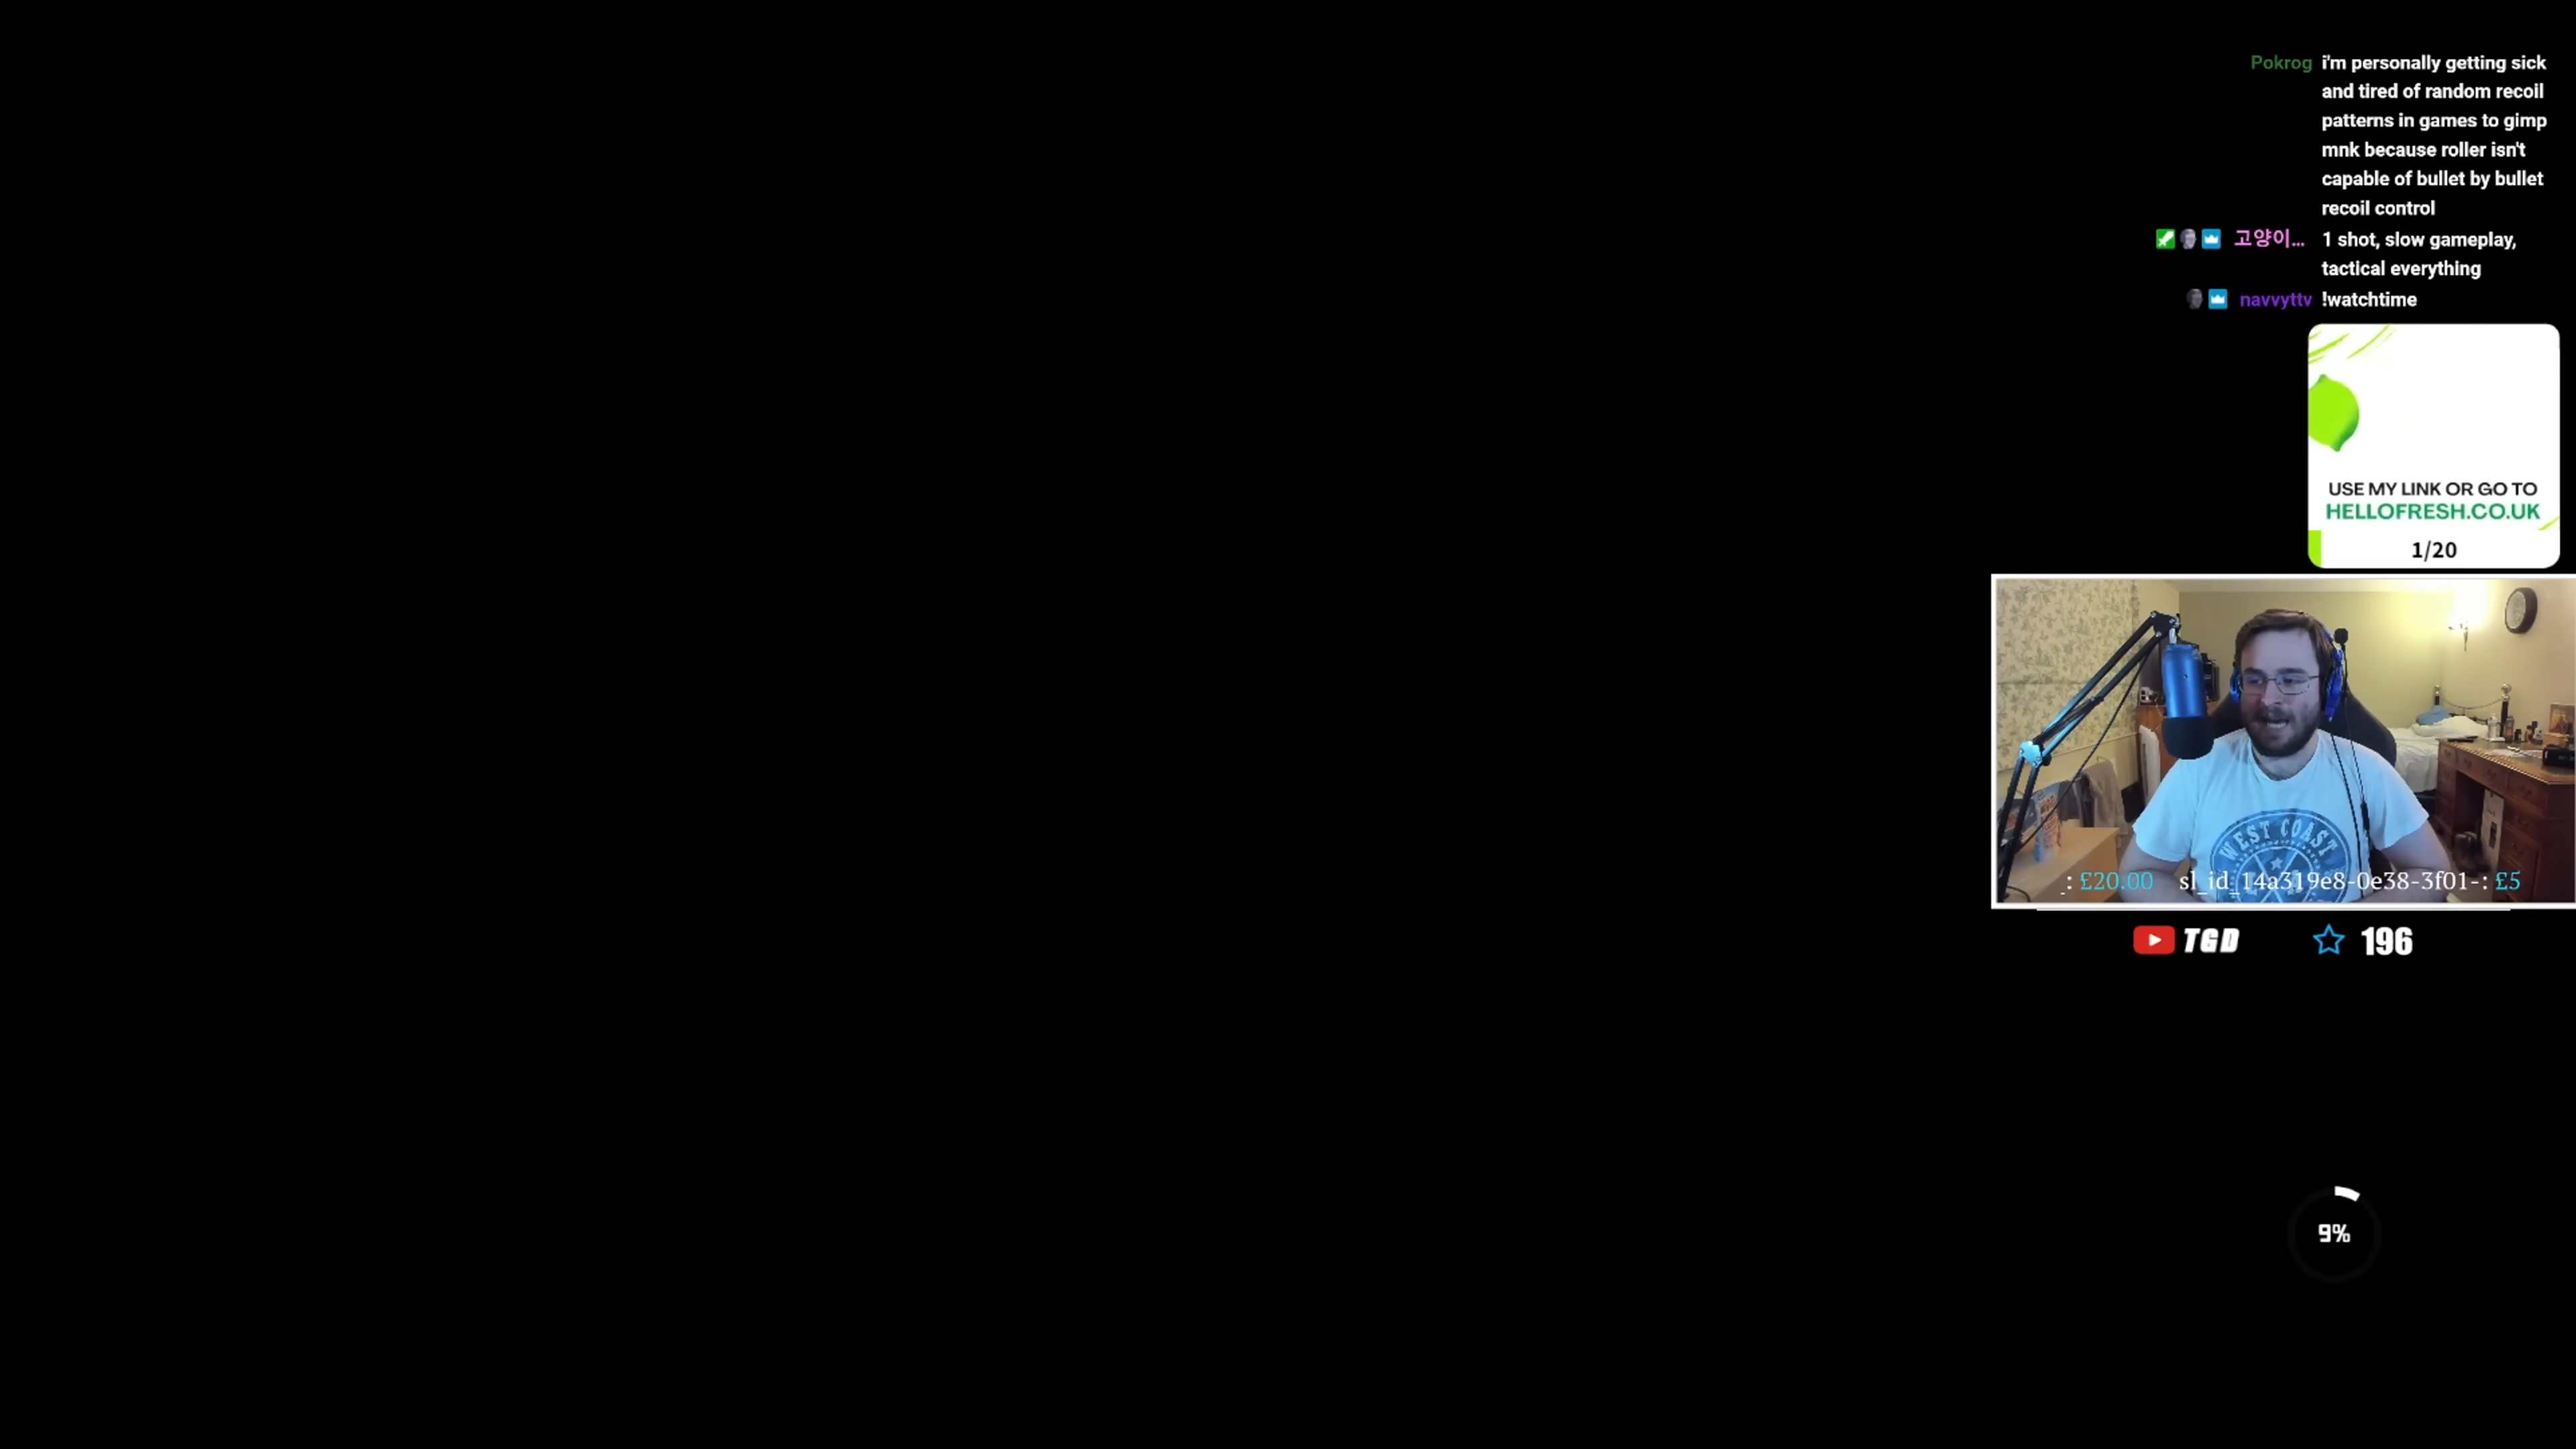 Pokrog i'm personally getting sick
and tired of random recoil
patterns in games to gimp
mnk because roller isn't
capable of bullet by bullet
recoil control
고양이... 1 shot, slow gameplay,
tactical everything
navvyttv !watchtime
USE MY LINK OR GO TO
HELLOFRESH.CO.UK
1/20
WEST COAST
: £20.00 sl_id_14a319e8-0e38-3f01-: £5
TGD 196
9%